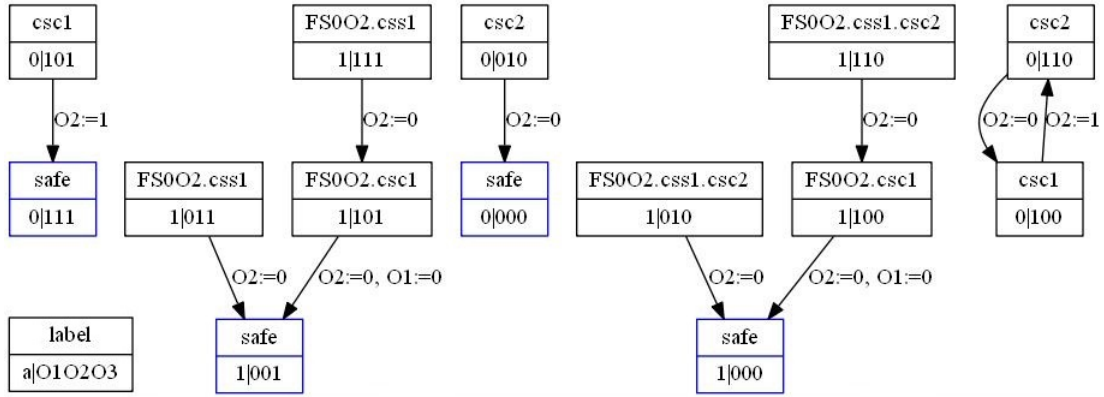 csc1
0|101
FS0O2.css1
1|111
csc2
0|010
FS0O2.css1.csc2
1|110
csc2
0|110
O2:=1
O2:=0
O2:=0
O2:=0
O2:=0
O2:=1
safe
0|111
FS0O2.css1
1|011
FS0O2.csc1
1|101
safe
0|000
FS0O2.css1.csc2
1|010
FS0O2.csc1
1|100
csc1
0|100
O2:=0
O2:=0, O1:=0
O2:=0
O2:=0, O1:=0
label
a|O1O2O3
safe
1|001
safe
1|000